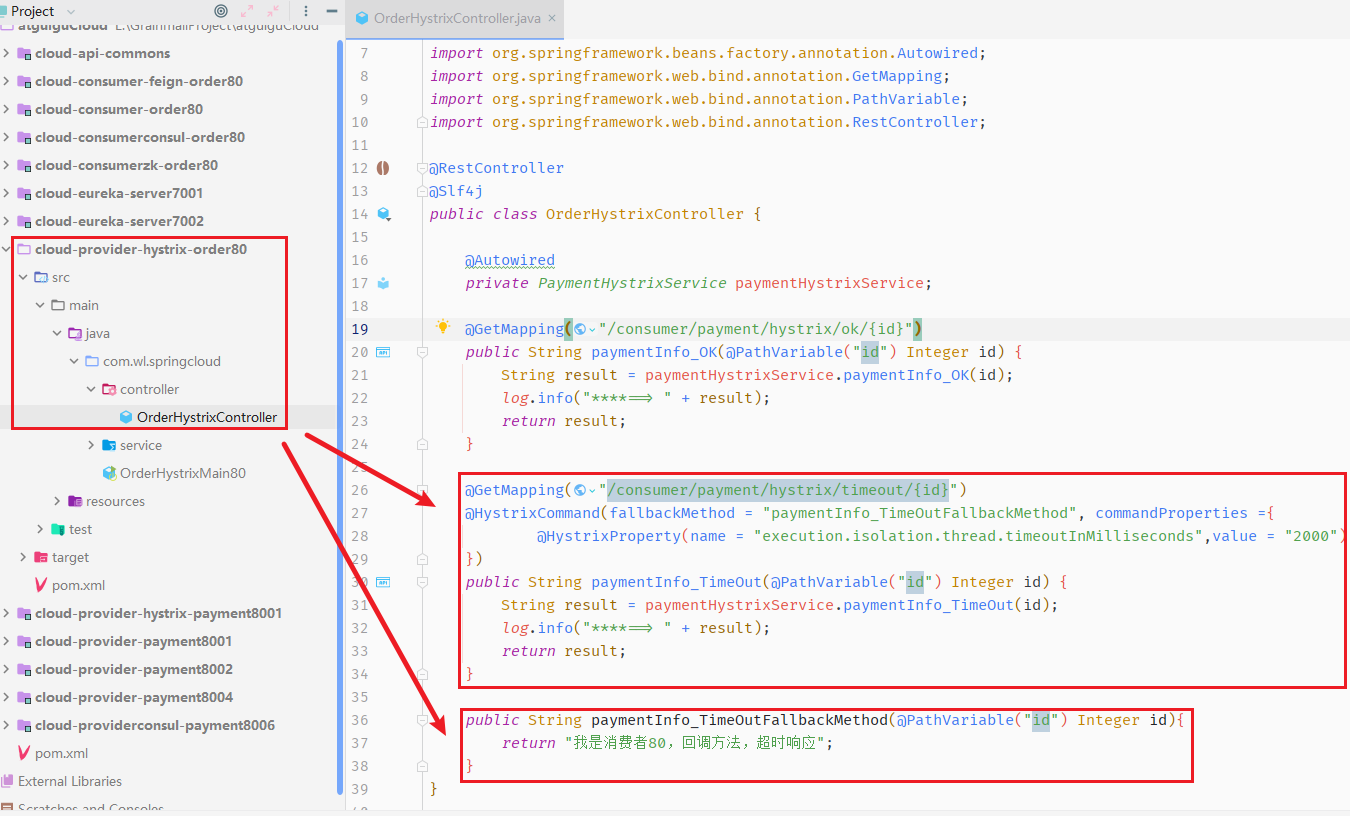 Project
atguiguCloud E:\GrainmallProject\atguiguCloud
cloud-api-commons
cloud-consumer-feign-order80
cloud-consumer-order80
cloud-consumerconsul-order80
cloud-consumerzk-order80
cloud-eureka-server7001
cloud-eureka-server7002
cloud-provider-hystrix-order80
src
main
java
com.wl.springcloud
controller
OrderHystrixController
service
OrderHystrixMain80
resources
test
target
pom.xml
cloud-provider-hystrix-payment8001
cloud-provider-payment8001
cloud-provider-payment8002
cloud-provider-payment8004
cloud-providerconsul-payment8006
pom.xml
External Libraries
Scratches and Consoles
OrderHystrixController.java
7 import org.springframework.beans.factory.annotation.Autowired;
8 import org.springframework.web.bind.annotation.GetMapping;
9 import org.springframework.web.bind.annotation.PathVariable;
10 import org.springframework.web.bind.annotation.RestController;
11
12 @RestController
13 @Slf4j
14 public class OrderHystrixController {
15
16 @Autowired
17 private PaymentHystrixService paymentHystrixService;
18
19 @GetMapping("/consumer/payment/hystrix/ok/{id}")
20 public String paymentInfo_OK(@PathVariable("id") Integer id) {
21 String result = paymentHystrixService.paymentInfo_OK(id);
22 log.info("****==> " + result);
23 return result;
24 }
25
26 @GetMapping("/consumer/payment/hystrix/timeout/{id}")
27 @HystrixCommand(fallbackMethod = "paymentInfo_TimeOutFallbackMethod", commandProperties ={
28 @HystrixProperty(name = "execution.isolation.thread.timeoutInMilliseconds",value = "2000")
29 })
30 public String paymentInfo_TimeOut(@PathVariable("id") Integer id) {
31 String result = paymentHystrixService.paymentInfo_TimeOut(id);
32 log.info("****==> " + result);
33 return result;
34 }
35
36 public String paymentInfo_TimeOutFallbackMethod(@PathVariable("id") Integer id){
37 return "我是消费者80，回调方法，超时响应";
38 }
39 }